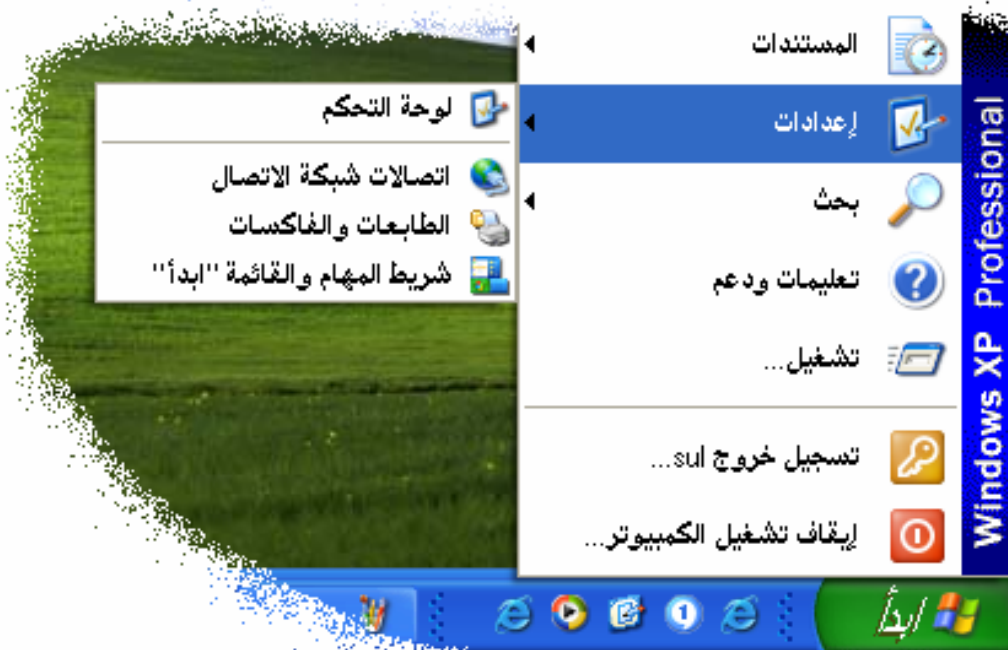 المستندات
إعدادات
بحث
تعليمات ودعم
تشغيل...
تسجيل خروج sul...
إيقاف تشغيل الكمبيوتر...
لوحة التحكم
اتصالات شبكة الاتصال
الطابعات والفاكسات
شريط المهام والقائمة "ابدأ"
Windows XP Professional
ابدأ
1